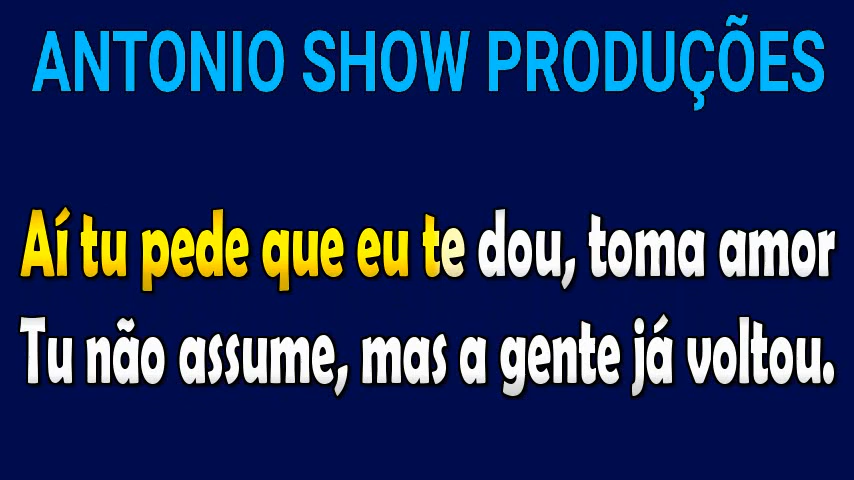 ANTONIO SHOW PRODUÇÕES
Aí tu pede que eu te dou, toma amor
Tu não assume, mas a gente já voltou.